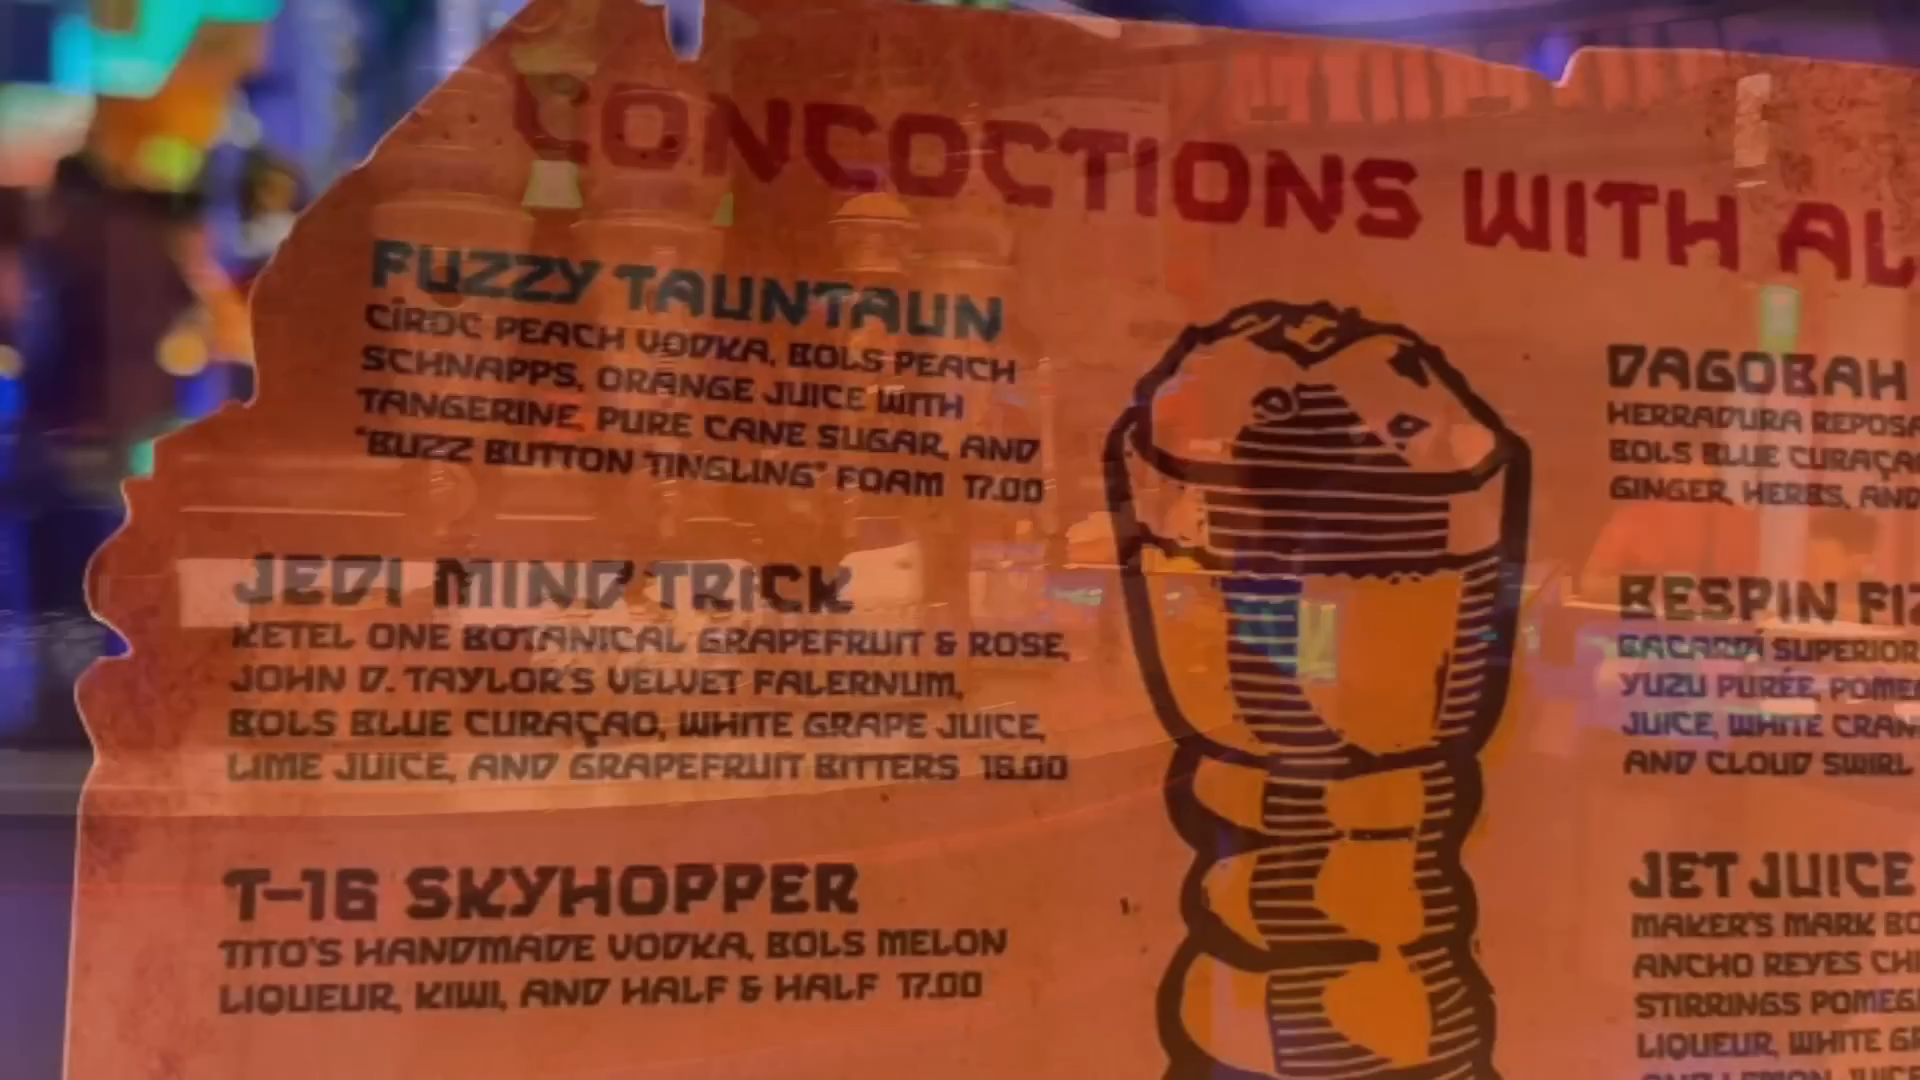 CONCOCTIONS WITH AL
FUZZY TAUNTAUN
CÎROC PEACH VODKA, BOLS PEACH
SCHNAPPS, ORANGE JUICE WITH
TANGERINE, PURE CANE SUGAR, AND
"BUZZ BUTTON TINGLING" FOAM 17.00
JEDI MIND TRICK
KETEL ONE BOTANICAL GRAPEFRUIT & ROSE,
JOHN D. TAYLOR'S VELVET FALERNUM,
BOLS BLUE CURAÇAO, WHITE GRAPE JUICE,
LIME JUICE, AND GRAPEFRUIT BITTERS 16.00
T-16 SKYHOPPER
TITO'S HANDMADE VODKA, BOLS MELON
LIQUEUR, KIWI, AND HALF & HALF 17.00
DAGOBAH
HERRADURA REPOSA
BOLS BLUE CURAÇA
GINGER, HERBS, AND
BESPIN FIZ
BACARDÍ SUPERIOR
YUZU PURÉE, POME
JUICE, WHITE CRAN
AND CLOUD SWIRL
JET JUICE
MAKER'S MARK BO
ANCHO REYES CHI
STIRRINGS POMEG
LIQUEUR, WHITE G
AND LEMON JUICE